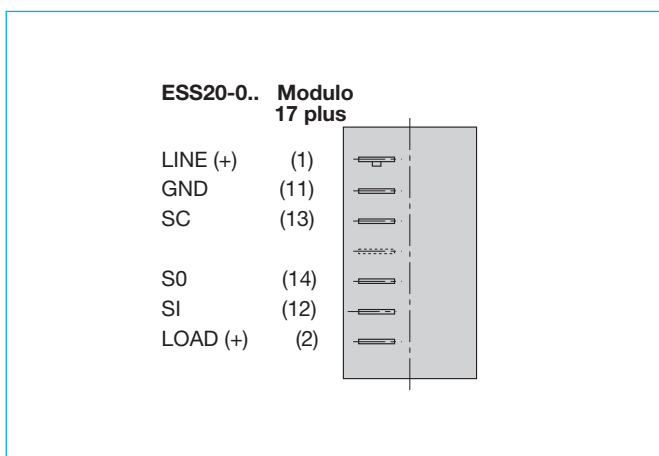 ESS20-0.. Modulo
17 plus
LINE (+) (1)
GND (11)
SC (13)
S0 (14)
SI (12)
LOAD (+) (2)